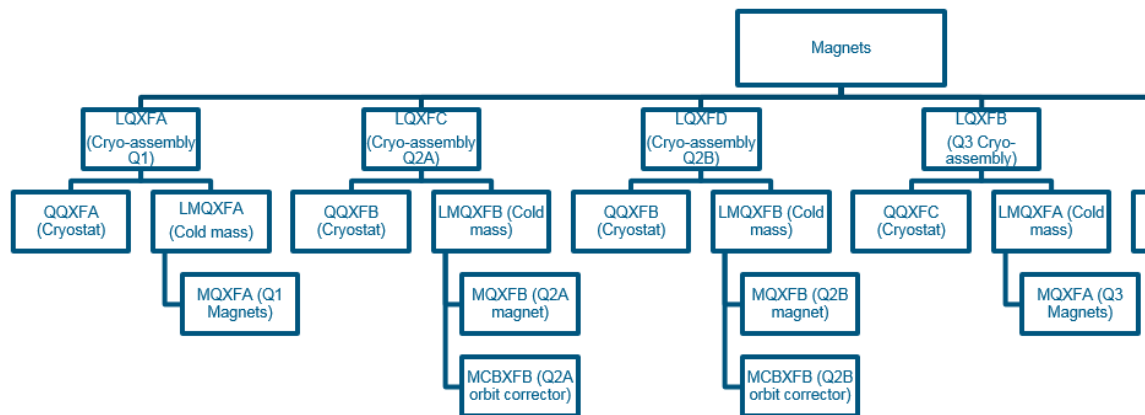 Magnets
LQXFA
(Cryo-assembly
Q1)
LQXFC
(Cryo-assembly
Q2A)
LQXFD
(Cryo-assembly
Q2B)
LQXFB
(Q3 Cryo-
assembly)
QQXFA
(Cryostat)
LMQXFA
(Cold mass)
QQXFB
(Cryostat)
LMQXFB (Cold
mass)
QQXFB
(Cryostat)
LMQXFB (Cold
mass)
QQXFC
(Cryostat)
LMQXFA (Cold
mass)
MQXFA (Q1
Magnets)
MQXFB (Q2A
magnet)
MQXFB (Q2B
magnet)
MQXFA (Q3
Magnets)
MCBXFB (Q2A
orbit corrector)
MCBXFB (Q2B
orbit corrector)